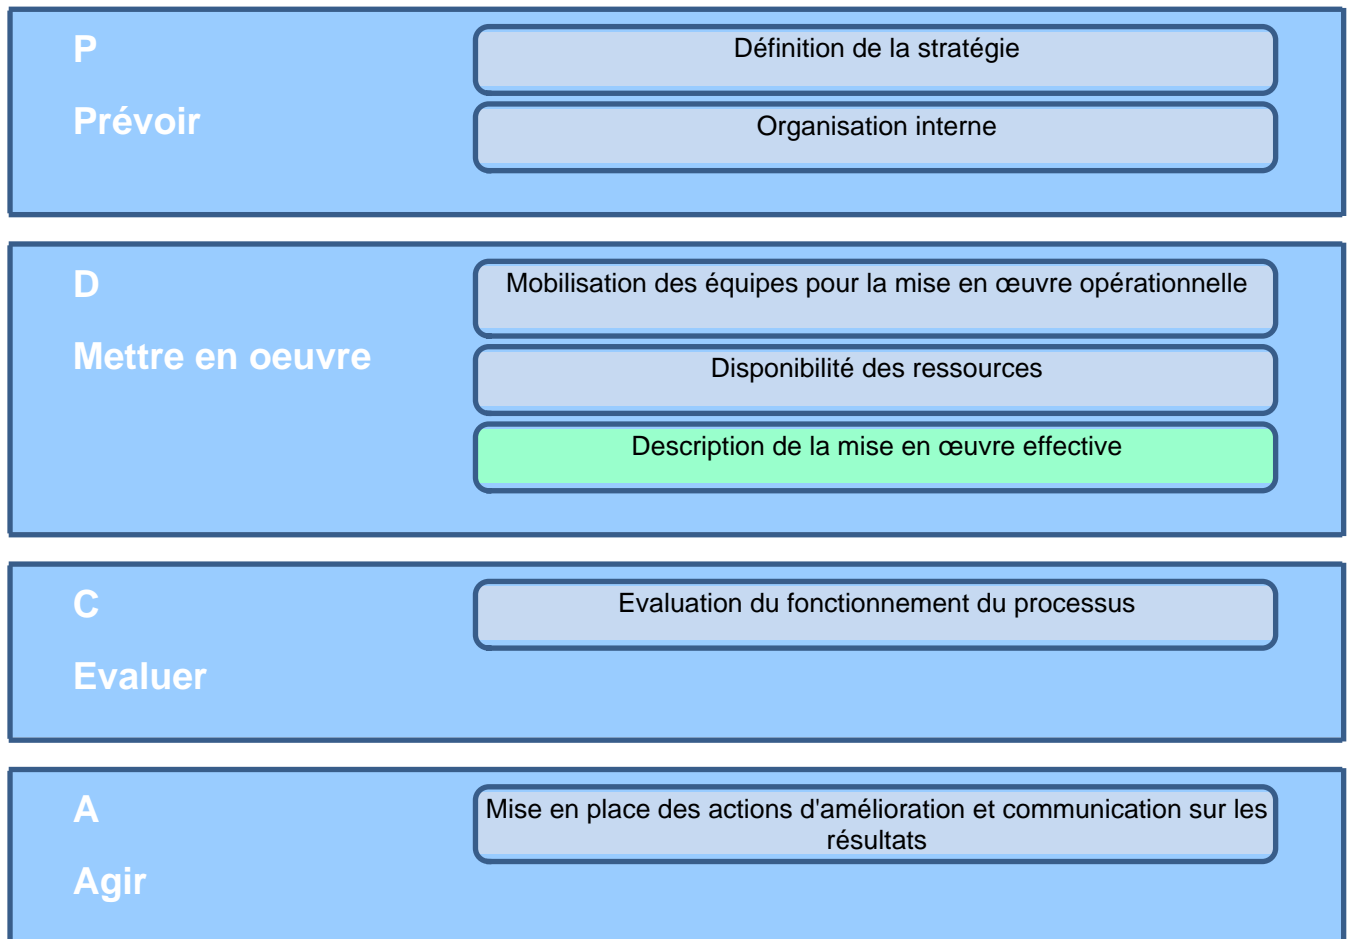 P
Prévoir
Définition de la stratégie
Organisation interne
D
Mettre en oeuvre
Mobilisation des équipes pour la mise en œuvre opérationnelle
Disponibilité des ressources
Description de la mise en œuvre effective
C
Evaluer
Evaluation du fonctionnement du processus
A
Agir
Mise en place des actions d'amélioration et communication sur les
résultats